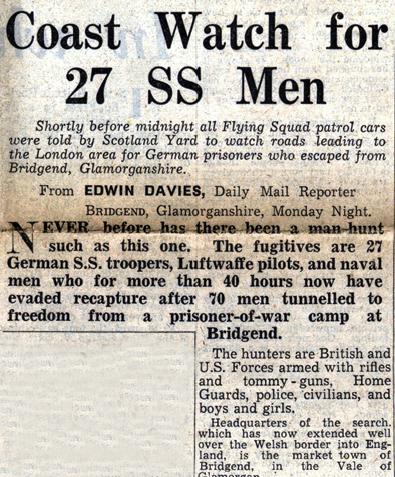 Coast Watch for
27 SS Men
Shortly before midnight all Flying Squad patrol cars
were told by Scotland Yard to watch roads leading to
the London area for German prisoners who escaped from
Bridgend, Glamorganshire.
From EDWIN DAVIES, Daily Mail Reporter
BRIDGEND, Glamorganshire, Monday Night.
NEVER before has there been a man-hunt
such as this one. The fugitives are 27
German S.S. troopers, Luftwaffe pilots, and naval
men who for more than 40 hours now have
evaded recapture after 70 men tunnelled to
freedom from a prisoner-of-war camp at
Bridgend.
The hunters are British and
U.S. Forces armed with rifles
and tommy-guns, Home
Guards, police, civilians, and
boys and girls.
Headquarters of the search,
which has now extended well
over the Welsh border into Eng-
land, is the market town of
Bridgend, in the Vale of
Glamorgan.